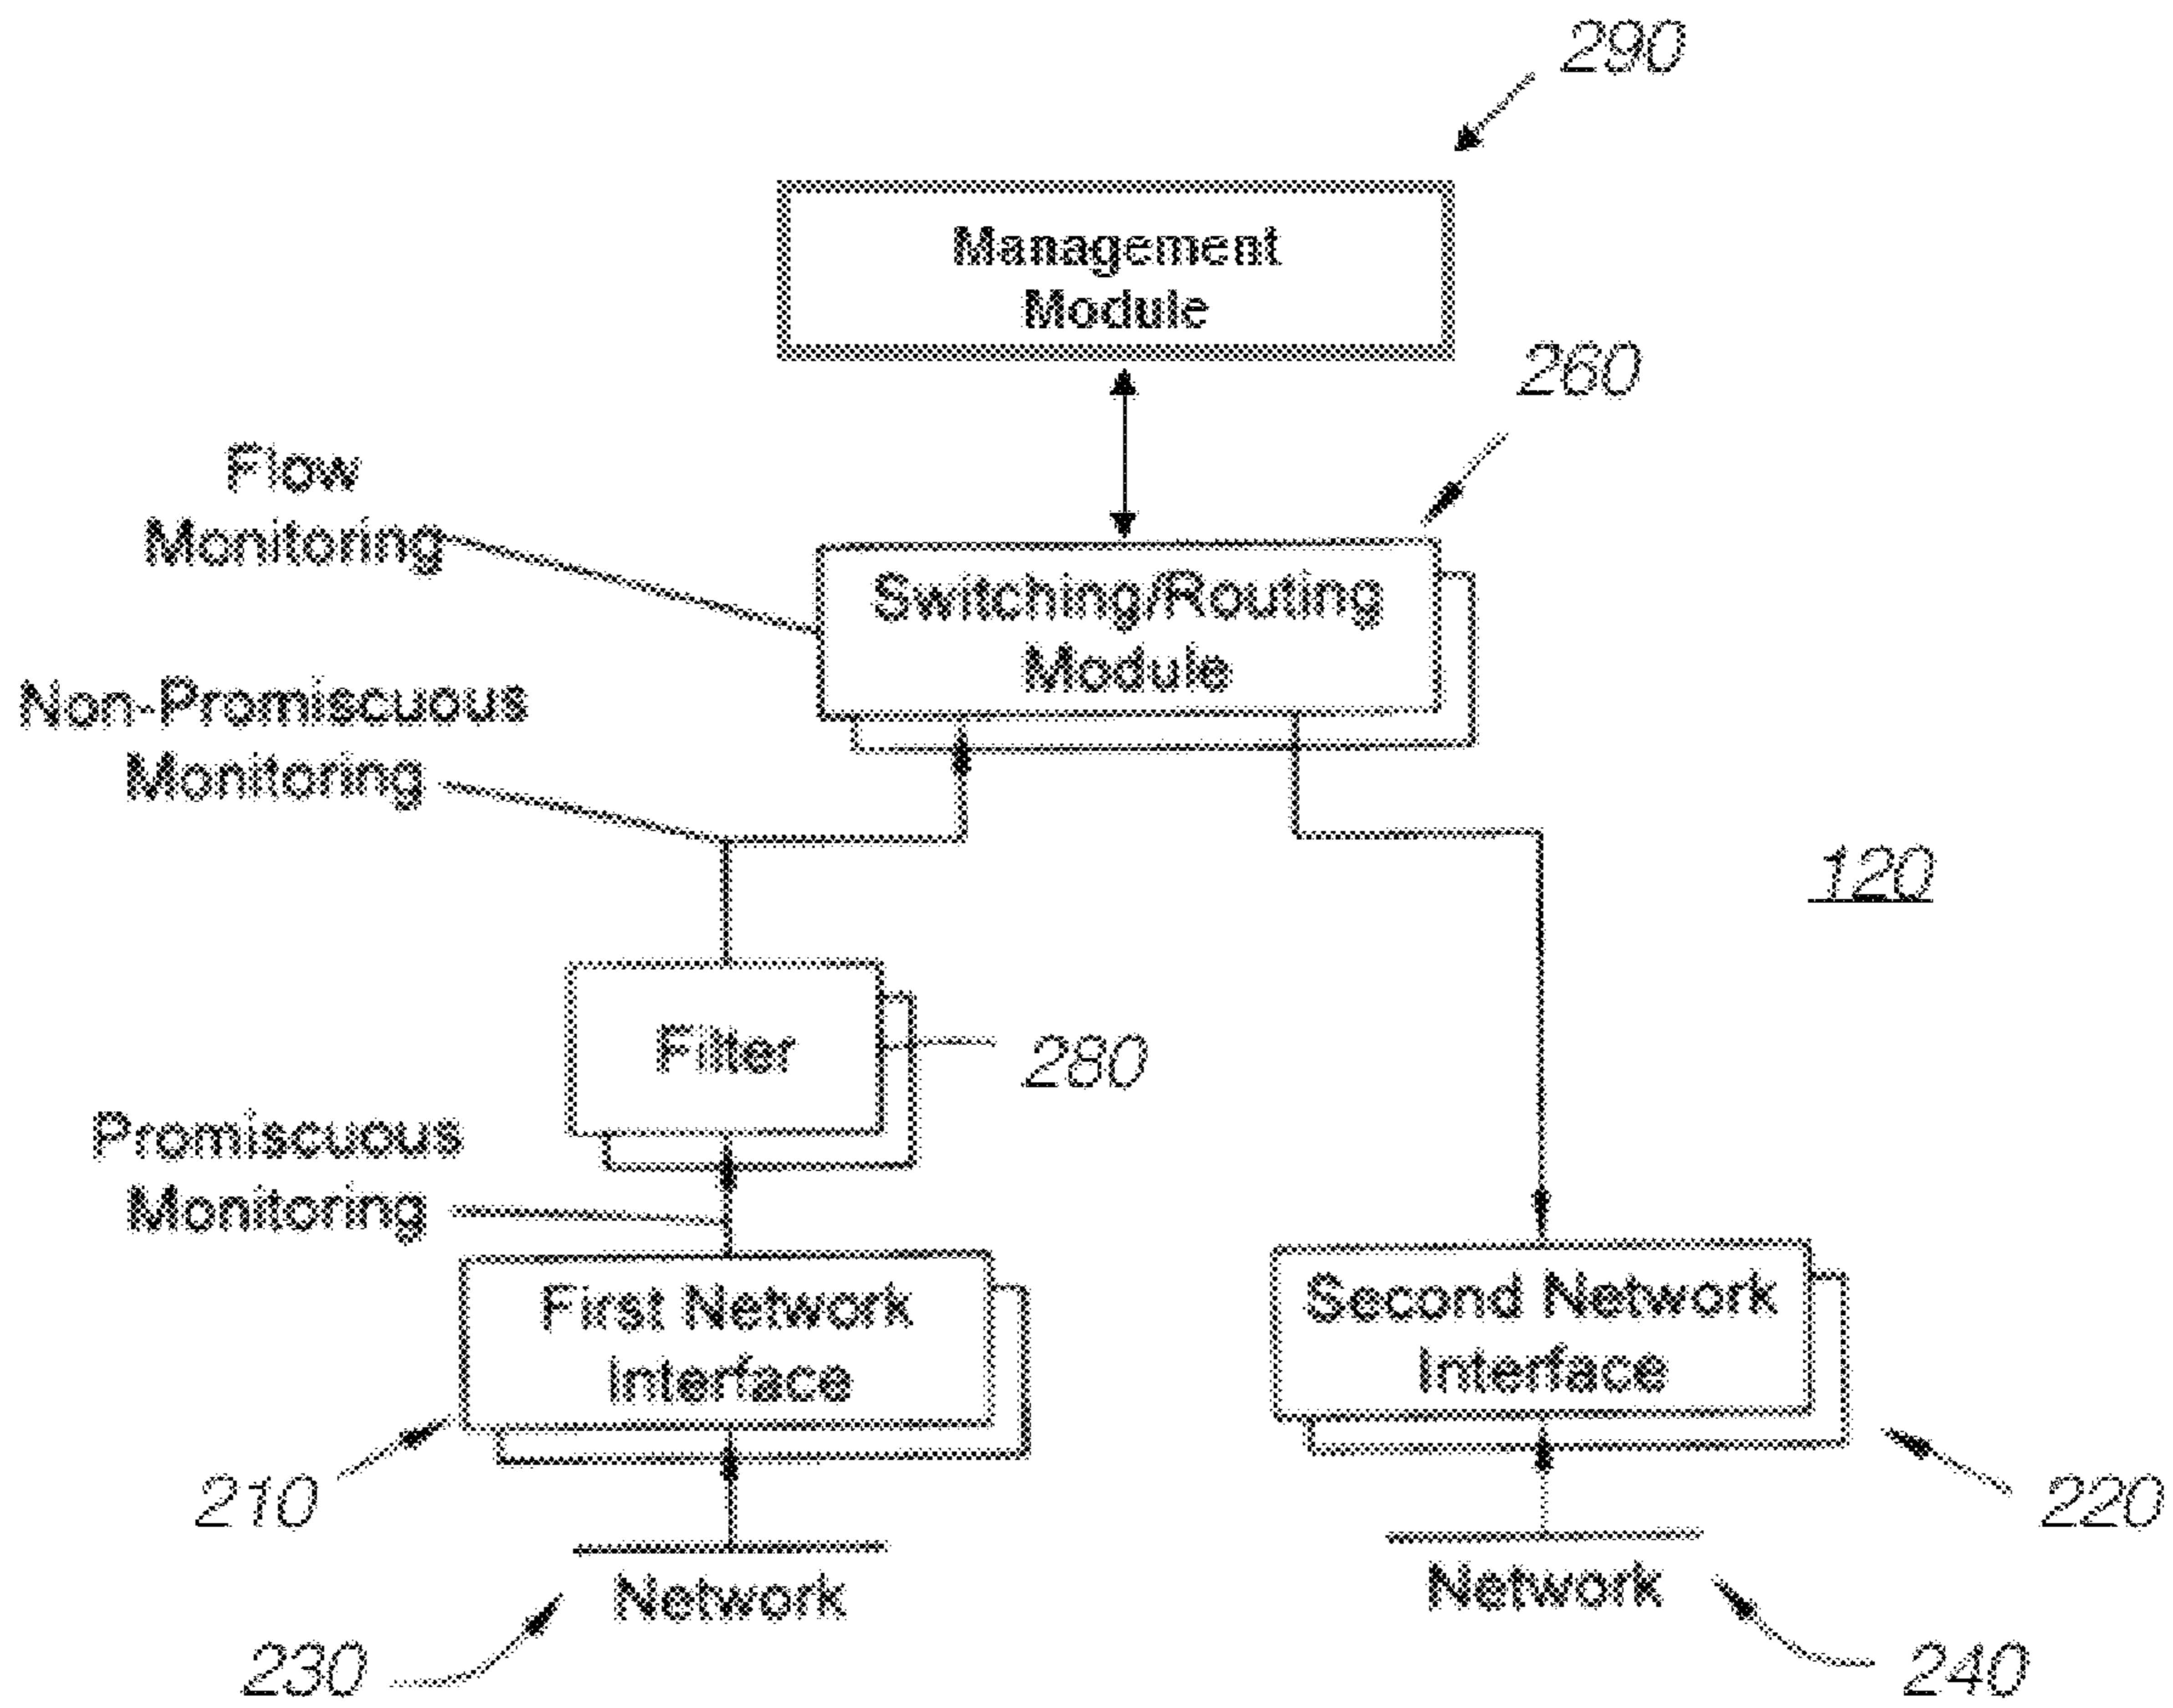 290
Management
Module
260
Flow
Monitoring
Switching/Routing
Module
Non-Promiscuous
Monitoring
120
Filter
280
Promiscuous
Monitoring
First Network
Interface
Second Network
Interface
210
220
Network
Network
230
240